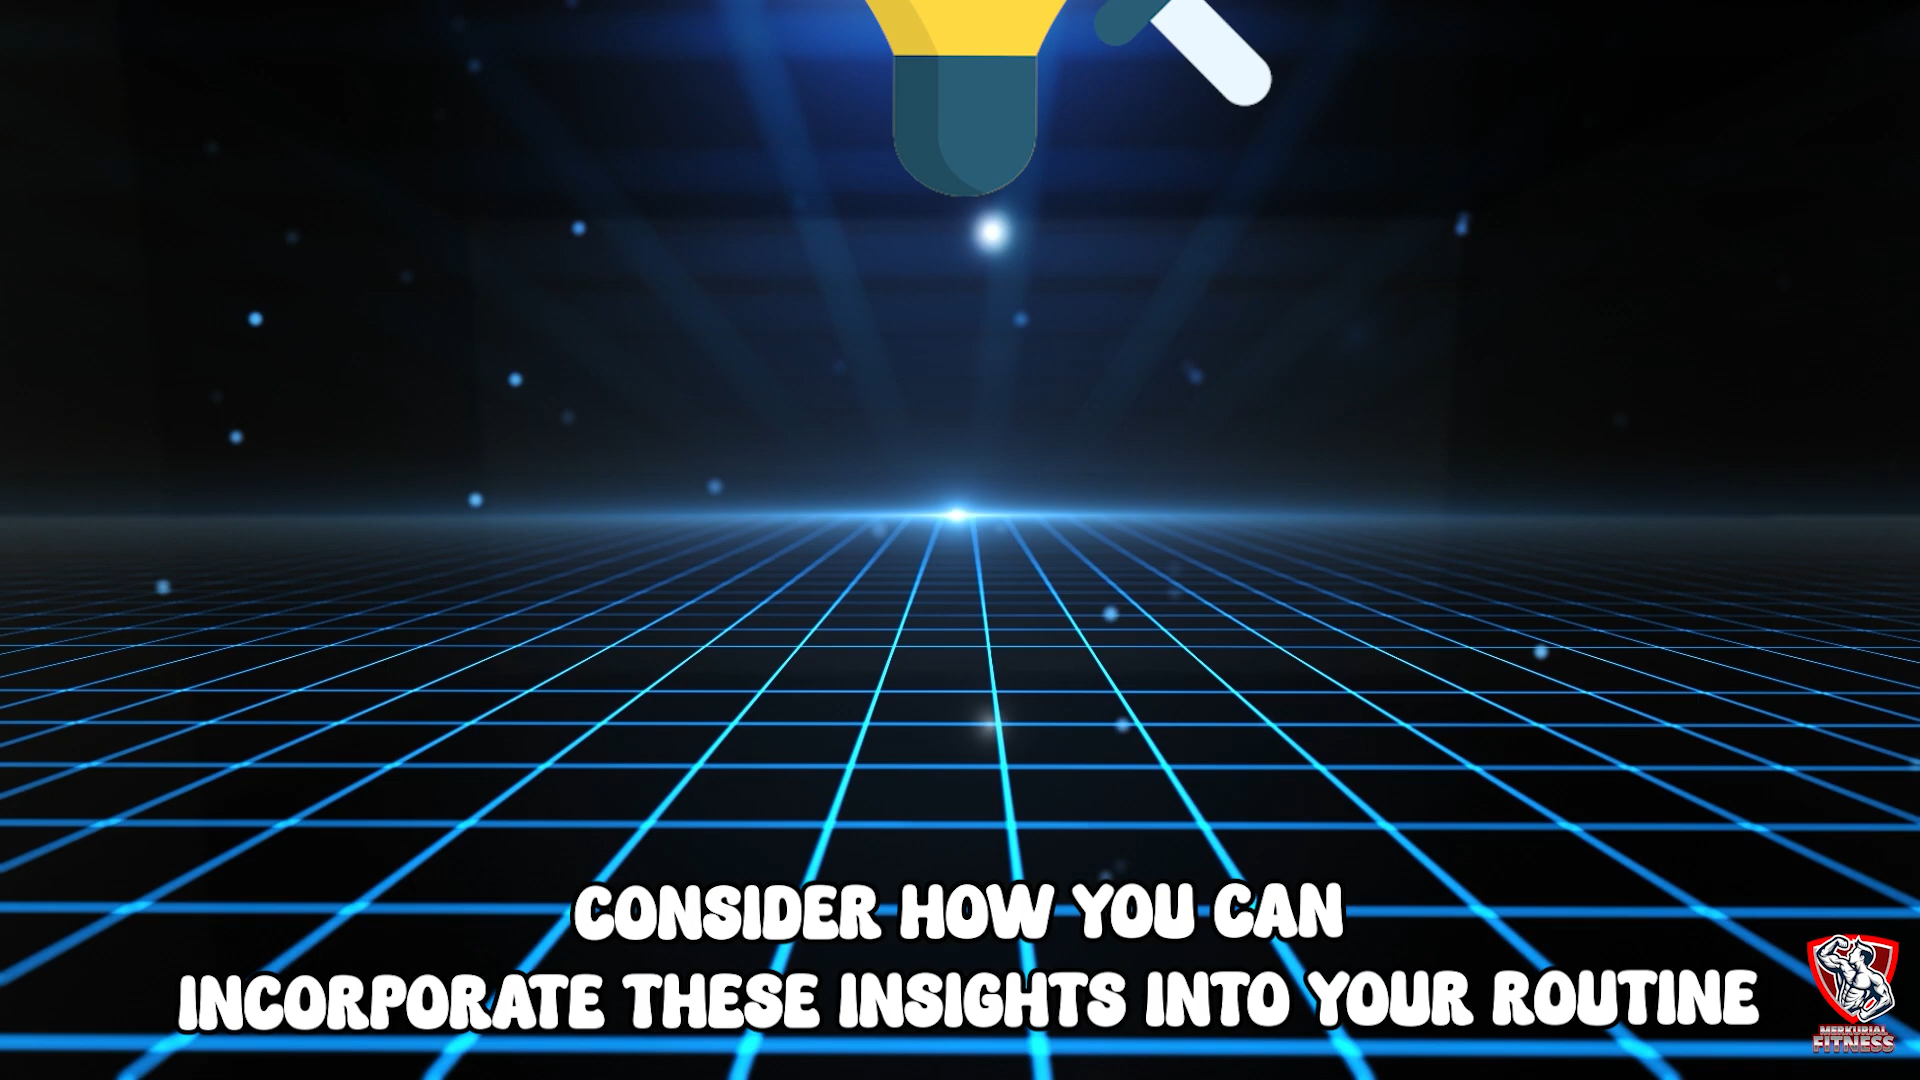 CONSIDER HOW YOU CAN
INCORPORATE THESE INSIGHTS INTO YOUR ROUTINE
MERKURIAL
FITNESS